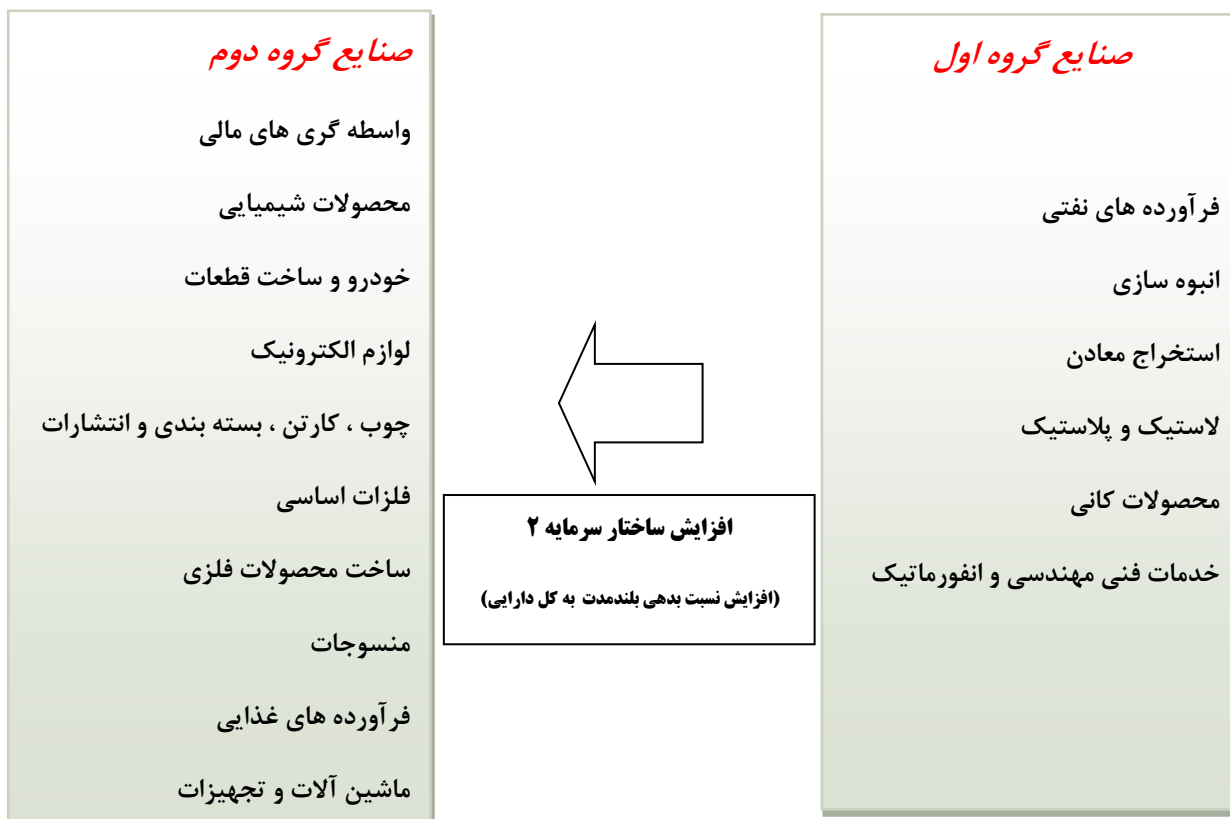 صنایع گروه اول
فرآورده های نفتی
انبوه سازی
استخراج معادن
لاستیک و پلاستیک
محصولات کانی
خدمات فنی مهندسی و انفورماتیک
افزایش ساختار سرمایه ۲
(افزایش نسبت بدهی بلندمدت به کل دارایی)
صنایع گروه دوم
واسطه گری های مالی
محصولات شیمیایی
خودرو و ساخت قطعات
لوازم الکترونیک
چوب ، کارتن ، بسته بندی و انتشارات
فلزات اساسی
ساخت محصولات فلزی
منسوجات
فرآورده های غذایی
ماشین آلات و تجهیزات